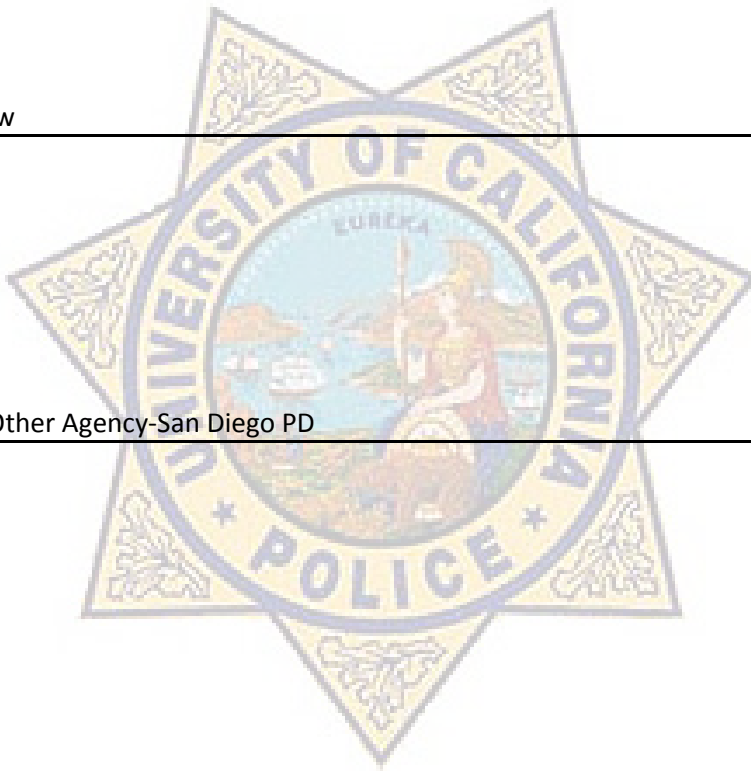 w
UNIVERSITY OF CALIFORNIA
EUREKA
Other Agency-San Diego PD
* POLICE *